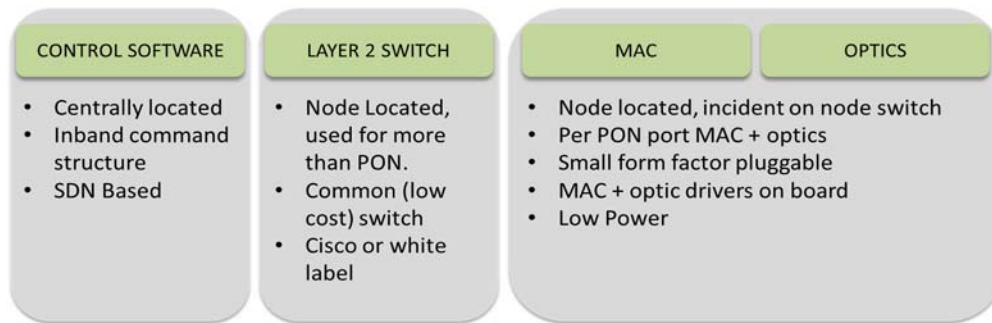 CONTROL SOFTWARE
• Centrally located
• Inband command
structure
• SDN Based
LAYER 2 SWITCH
• Node Located,
used for more
than PON.
• Common (low
cost) switch
• Cisco or white
label
MAC
OPTICS
• Node located, incident on node switch
• Per PON port MAC + optics
• Small form factor pluggable
• MAC + optic drivers on board
• Low Power